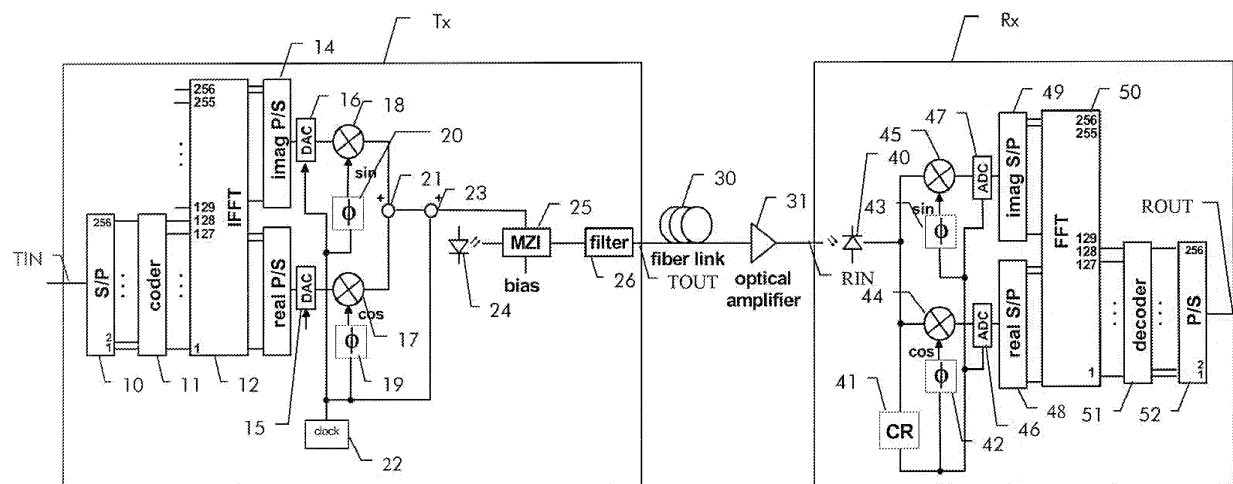 Tx
Rx
14
16
18
20
21
23
256
255
129
128
127
1
IFFT
imag P/S
real P/S
DAC
DAC
sin
cos
ϕ
ϕ
+
+
TIN
256
2
1
S/P
coder
10
11
12
15
17
19
clock
22
24
25
MZI
bias
filter
26
TOUT
30
fiber link
31
optical
amplifier
RIN
40
45
47
49
50
43
44
sin
cos
ϕ
ϕ
ADC
ADC
imag S/P
real S/P
256
255
129
128
127
1
FFT
41
CR
42
46
48
decoder
51
256
2
1
P/S
52
ROUT